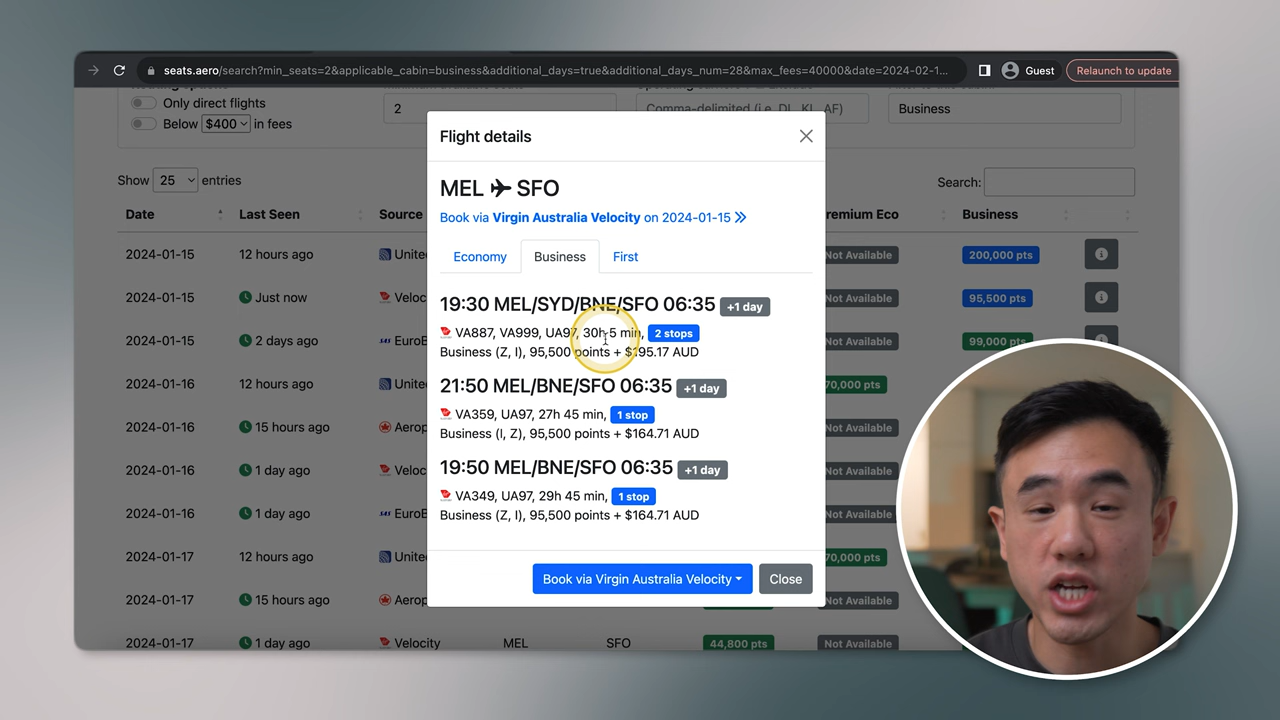 seats.aero/search?min_seats=2&applicable_cabin=business&additional_days=true&additional_days_num=28&max_fees=40000&date=2024-02-1...
Guest
Relaunch to update
Only direct flights
Below $400 in fees
2
Comma-delimited (i.e. DL, KL, AF)
Business
Show 25 entries
Search:
Date Last Seen Source remium Eco Business
2024-01-15 12 hours ago Unite Not Available 200,000 pts
2024-01-15 Just now Veloc Not Available 95,500 pts
2024-01-15 2 days ago EuroB 99,000 pts
2024-01-16 12 hours ago Unite 70,000 pts
2024-01-16 15 hours ago Aerop Not Available
2024-01-16 1 day ago Veloc Not Available
2024-01-16 1 day ago EuroB Not Available
2024-01-17 12 hours ago Unite 70,000 pts
2024-01-17 15 hours ago Aerop Not Available
2024-01-17 1 day ago Velocity MEL SFO 44,800 pts Not Available
Flight details
MEL SFO
Book via Virgin Australia Velocity on 2024-01-15
Economy Business First
19:30 MEL/SYD/BNE/SFO 06:35 +1 day
VA887, VA999, UA97, 30h 5 min, 2 stops
Business (Z, I), 95,500 points + $195.17 AUD
21:50 MEL/BNE/SFO 06:35 +1 day
VA359, UA97, 27h 45 min, 1 stop
Business (I, Z), 95,500 points + $164.71 AUD
19:50 MEL/BNE/SFO 06:35 +1 day
VA349, UA97, 29h 45 min, 1 stop
Business (Z, I), 95,500 points + $164.71 AUD
Book via Virgin Australia Velocity
Close